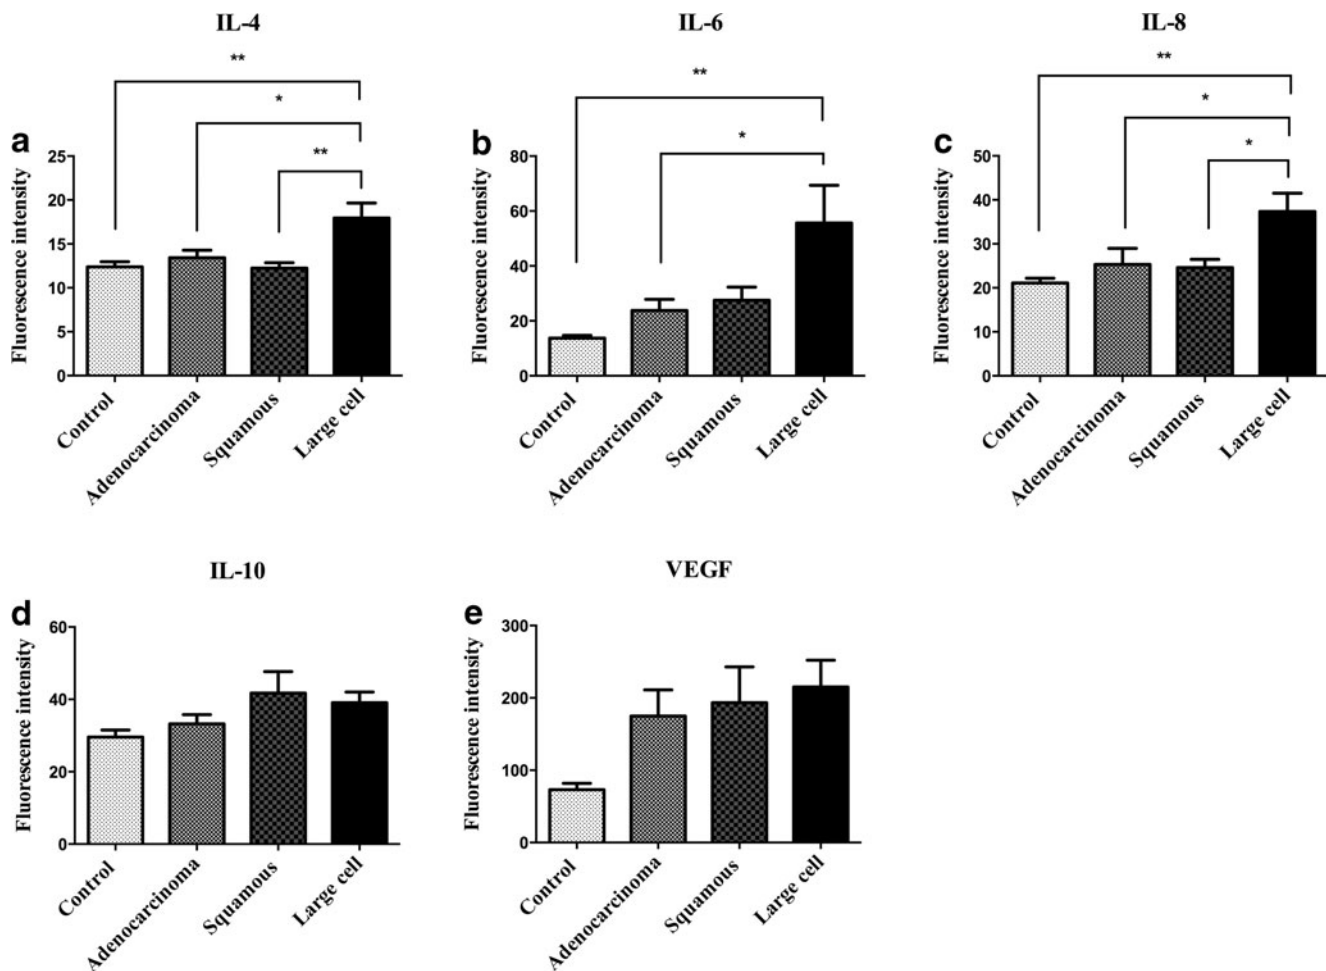 IL-4
**
*
**
a
Fluorescence intensity
25
20
15
10
5
0
Control
Adenocarcinoma
Squamous
Large cell
IL-6
**
*
b
Fluorescence intensity
80
60
40
20
0
Control
Adenocarcinoma
Squamous
Large cell
IL-8
**
*
*
c
Fluorescence intensity
50
40
30
20
10
0
Control
Adenocarcinoma
Squamous
Large cell
IL-10
d
Fluorescence intensity
60
40
20
0
Control
Adenocarcinoma
Squamous
Large cell
VEGF
e
Fluorescence intensity
300
200
100
0
Control
Adenocarcinoma
Squamous
Large cell